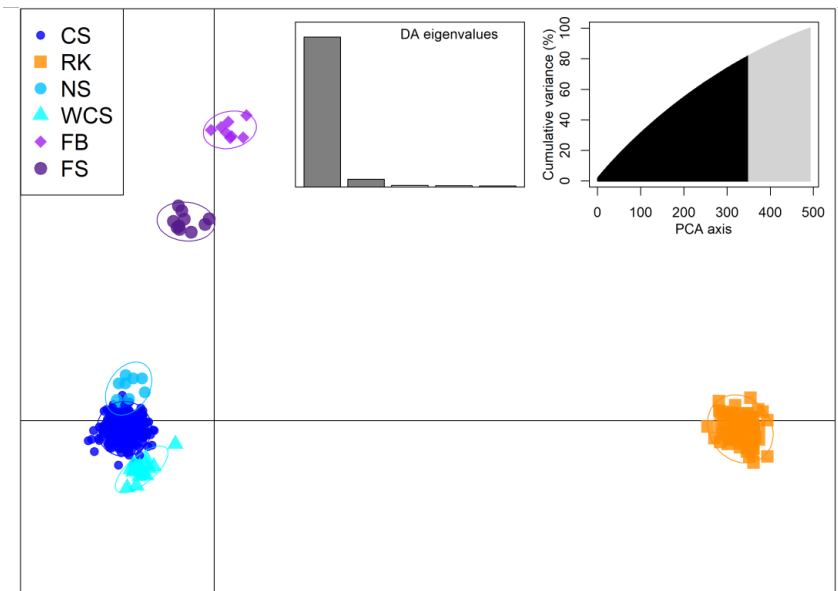 CS
RK
NS
WCS
FB
FS
DA eigenvalues
Cumulative variance (%)
100
80
60
40
20
0
0 100 200 300 400 500
PCA axis